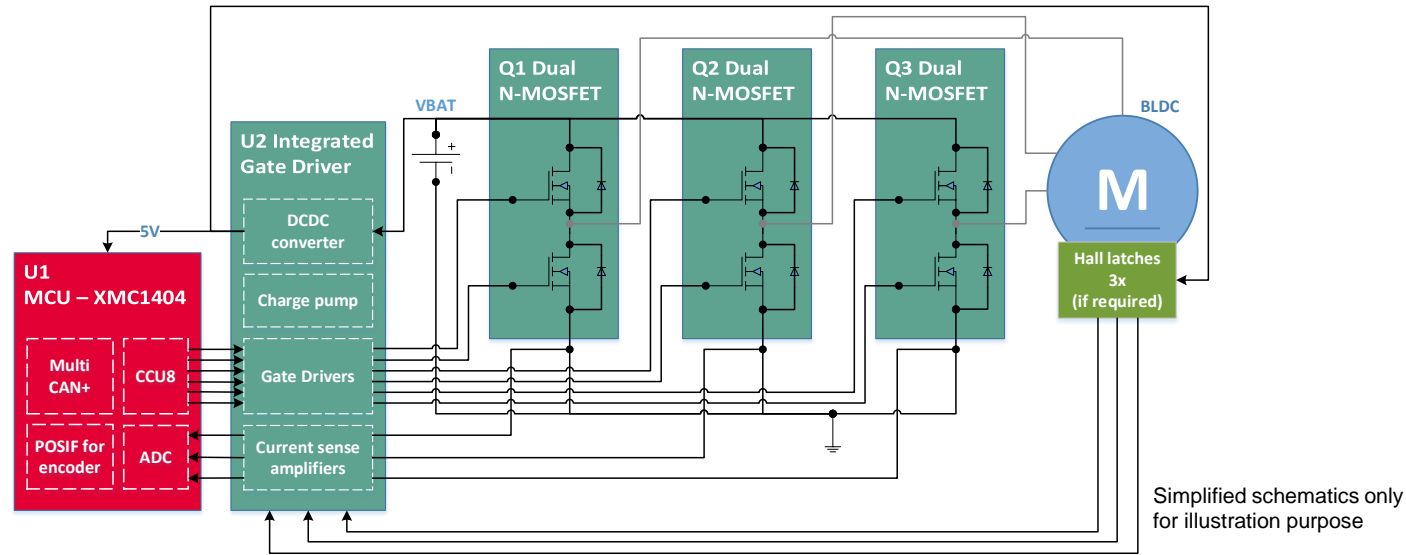 Q1 Dual
N-MOSFET
Q2 Dual
N-MOSFET
Q3 Dual
N-MOSFET
VBAT
+
–
BLDC
M
U2 Integrated
Gate Driver
DCDC
converter
5V
Charge pump
Gate Drivers
Current sense
amplifiers
U1
MCU – XMC1404
Multi
CAN+
CCU8
POSIF for
encoder
ADC
Hall latches
3x
(if required)
Simplified schematics only
for illustration purpose